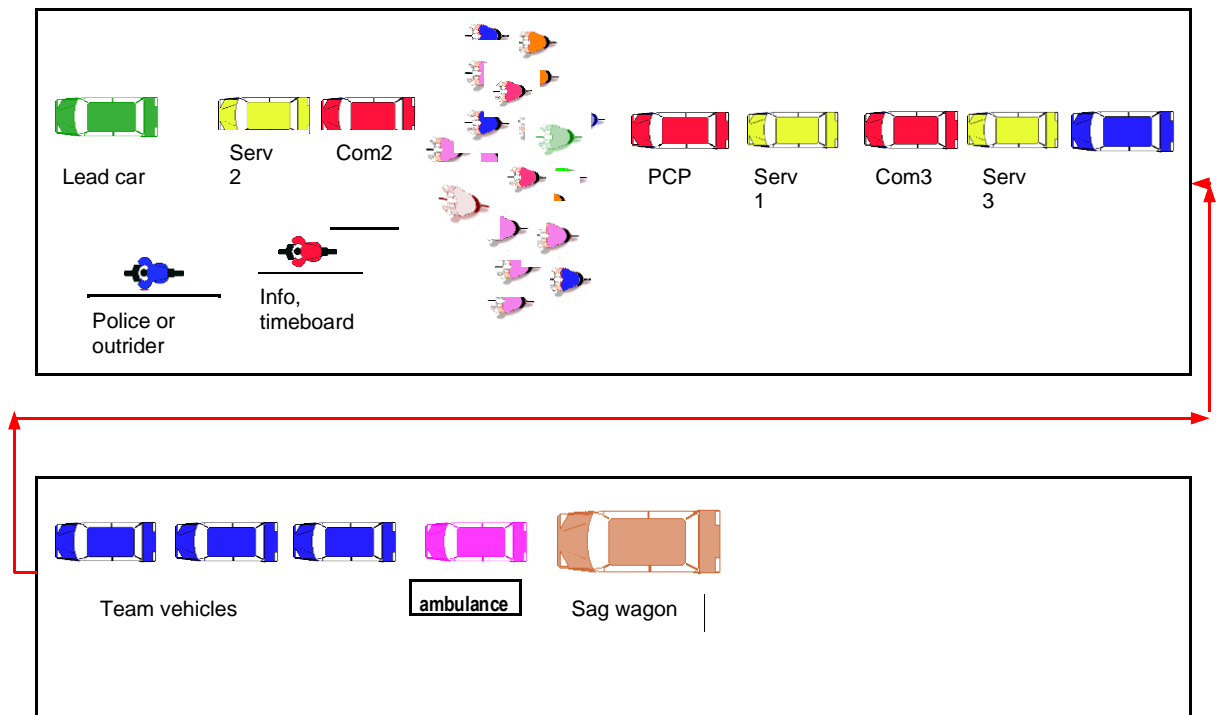 Lead car
Serv
2
Com2
PCP
Serv
1
Com3
Serv
3
Police or
outrider
Info,
timeboard
Team vehicles
ambulance
Sag wagon